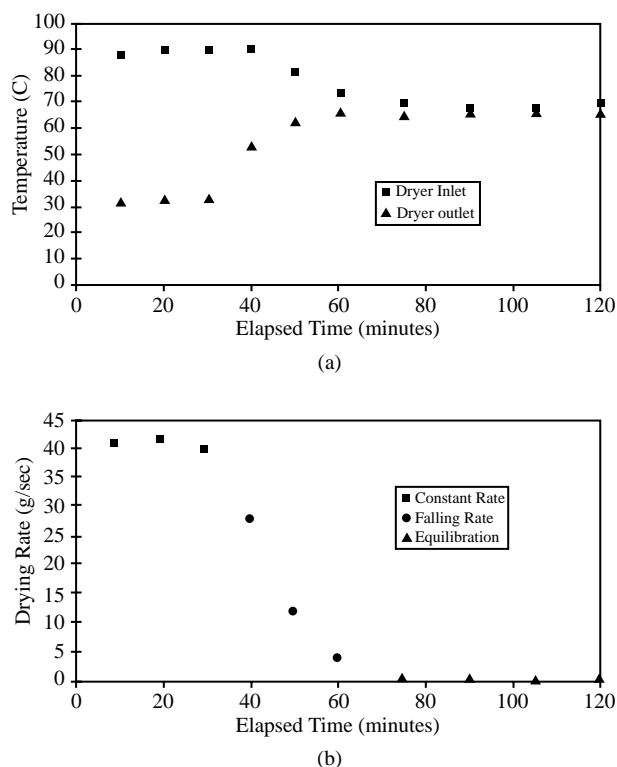 100
90
80
70
60
50
40
30
20
10
0
Temperature (C)
Dryer Inlet
Dryer outlet
0 20 40 60 80 100 120
Elapsed Time (minutes)
(a)
45
40
35
30
25
20
15
10
5
0
Drying Rate (g/sec)
Constant Rate
Falling Rate
Equilibration
0 20 40 60 80 100 120
Elapsed Time (minutes)
(b)